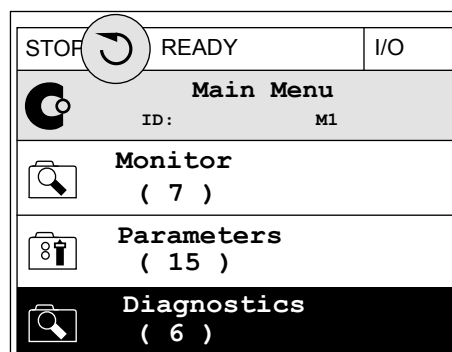 STOP READY I/O
Main Menu
ID: M1
Monitor
( 7 )
Parameters
( 15 )
Diagnostics
( 6 )